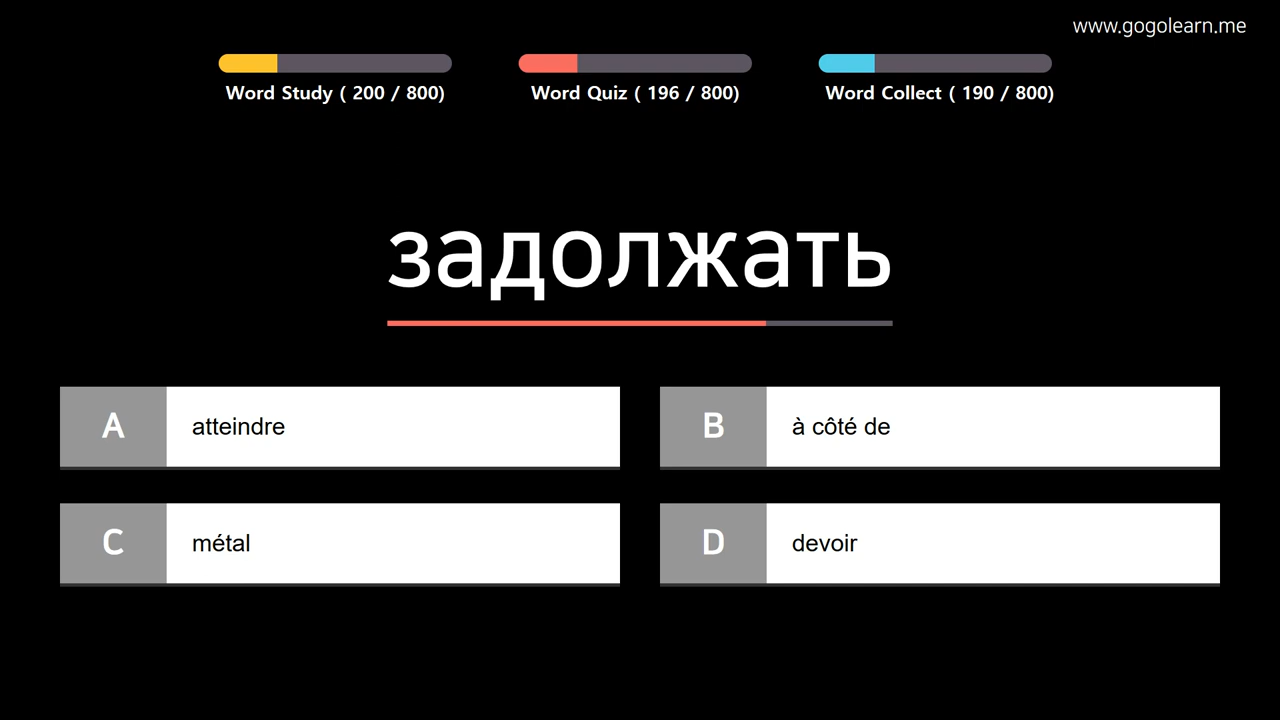 www.gogolearn.me
Word Study ( 200 / 800)
Word Quiz ( 196 / 800)
Word Collect ( 190 / 800)
задолжать
A atteindre
B à côté de
C métal
D devoir